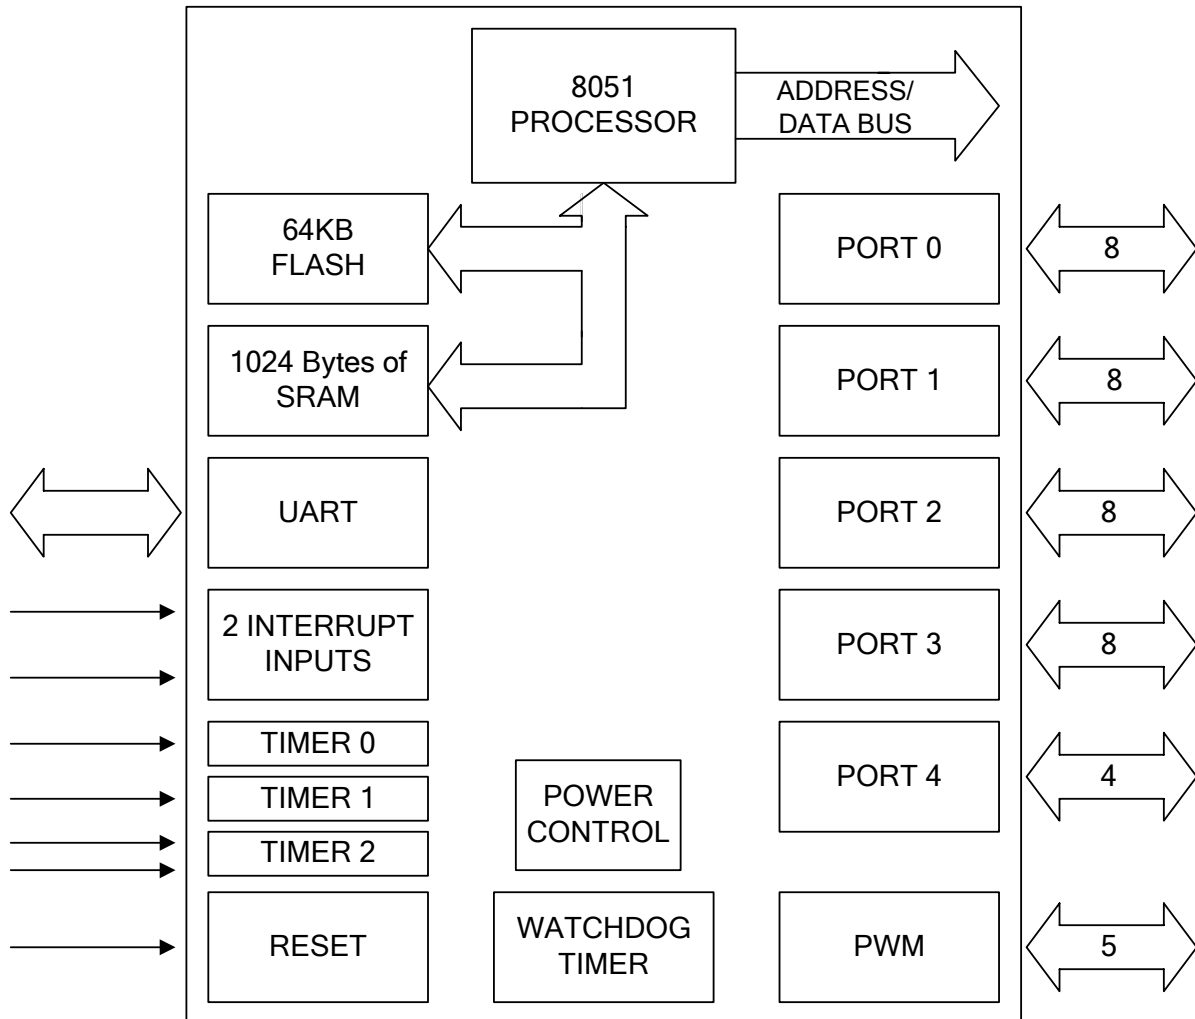 8051
PROCESSOR
ADDRESS/
DATA BUS
64KB
FLASH
PORT 0
8
1024 Bytes of
SRAM
PORT 1
8
UART
PORT 2
8
2 INTERRUPT
INPUTS
PORT 3
8
TIMER 0
TIMER 1
TIMER 2
POWER
CONTROL
PORT 4
4
RESET
WATCHDOG
TIMER
PWM
5